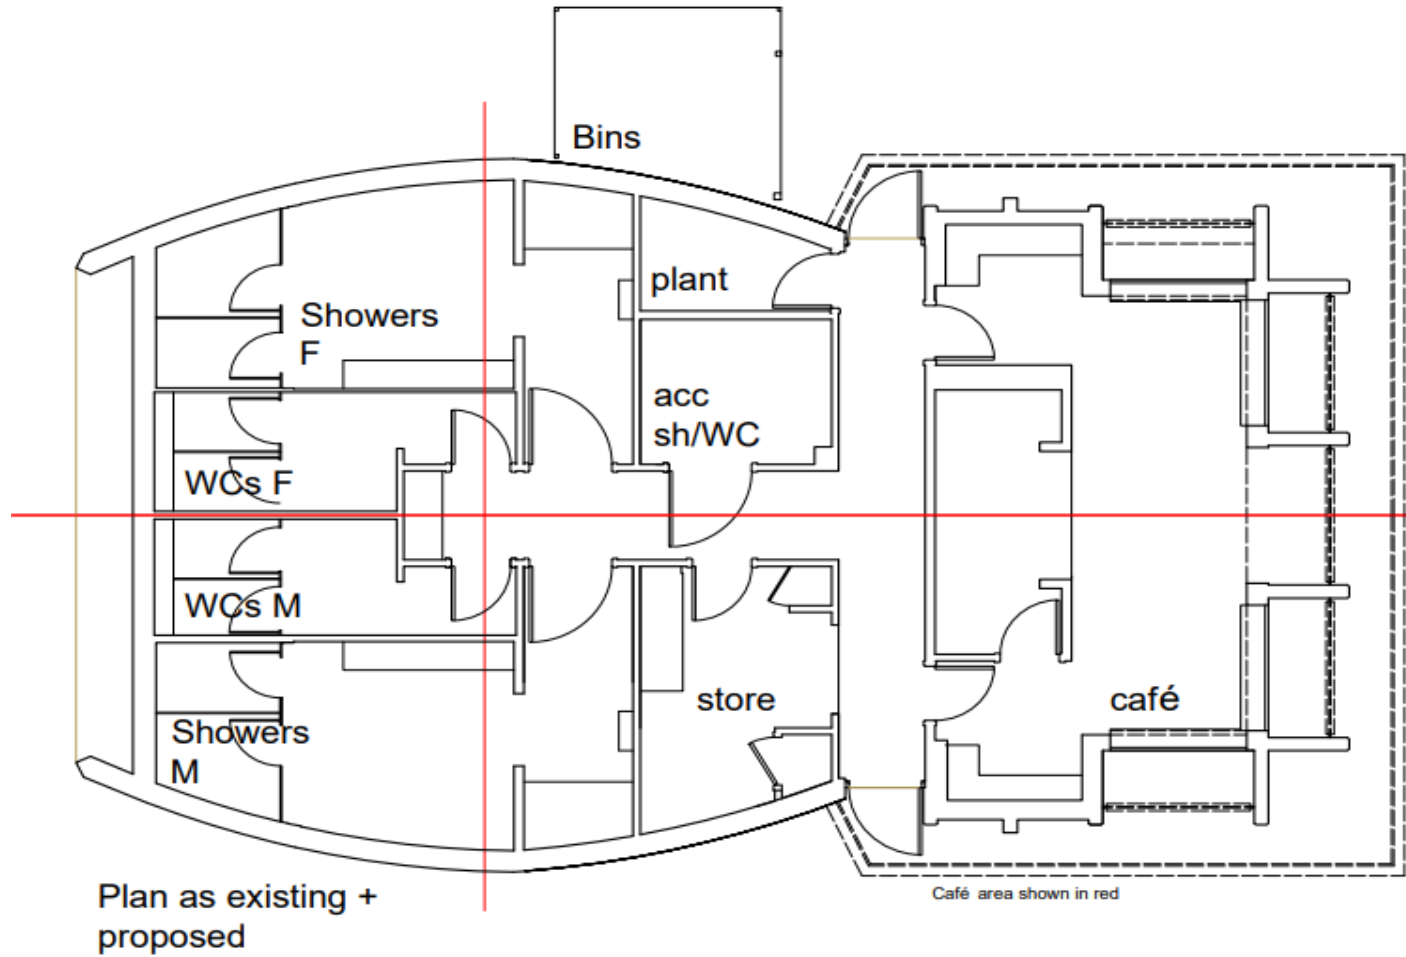 Bins
plant
Showers
F
acc
sh/WC
WCs F
WCs M
store
café
Showers
M
Plan as existing +
proposed
Café area shown in red